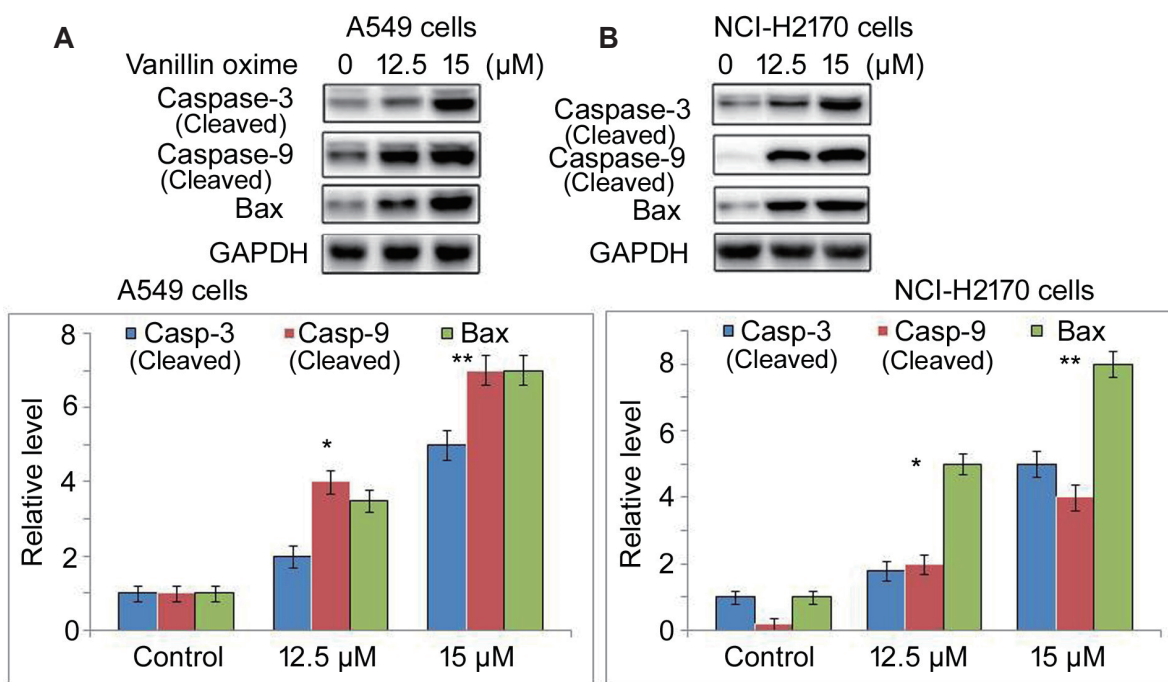 A
A549 cells
Vanillin oxime 0 12.5 15 (µM)
Caspase-3
(Cleaved)
Caspase-9
(Cleaved)
Bax
GAPDH
B
NCI-H2170 cells
0 12.5 15 (µM)
Caspase-3
(Cleaved)
Caspase-9
(Cleaved)
Bax
GAPDH
A549 cells
Casp-3 Casp-9 Bax
(Cleaved) (Cleaved)
Relative level
8
6
4
2
0
*
**
Control 12.5 µM 15 µM
NCI-H2170 cells
Casp-3 Casp-9 Bax
(Cleaved) (Cleaved)
Relative level
8
6
4
2
0
*
**
Control 12.5 µM 15 µM